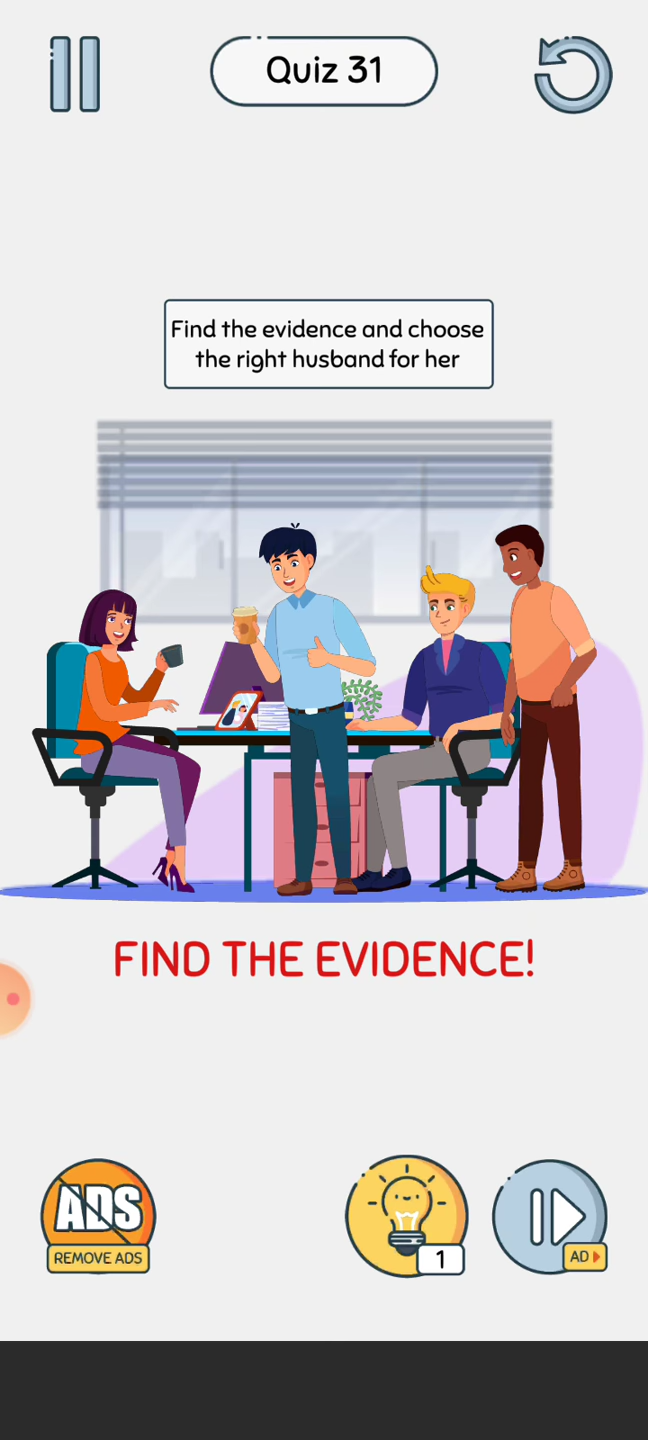 Quiz 31
Find the evidence and choose
the right husband for her
FIND THE EVIDENCE!
ADS
REMOVE ADS
1
AD